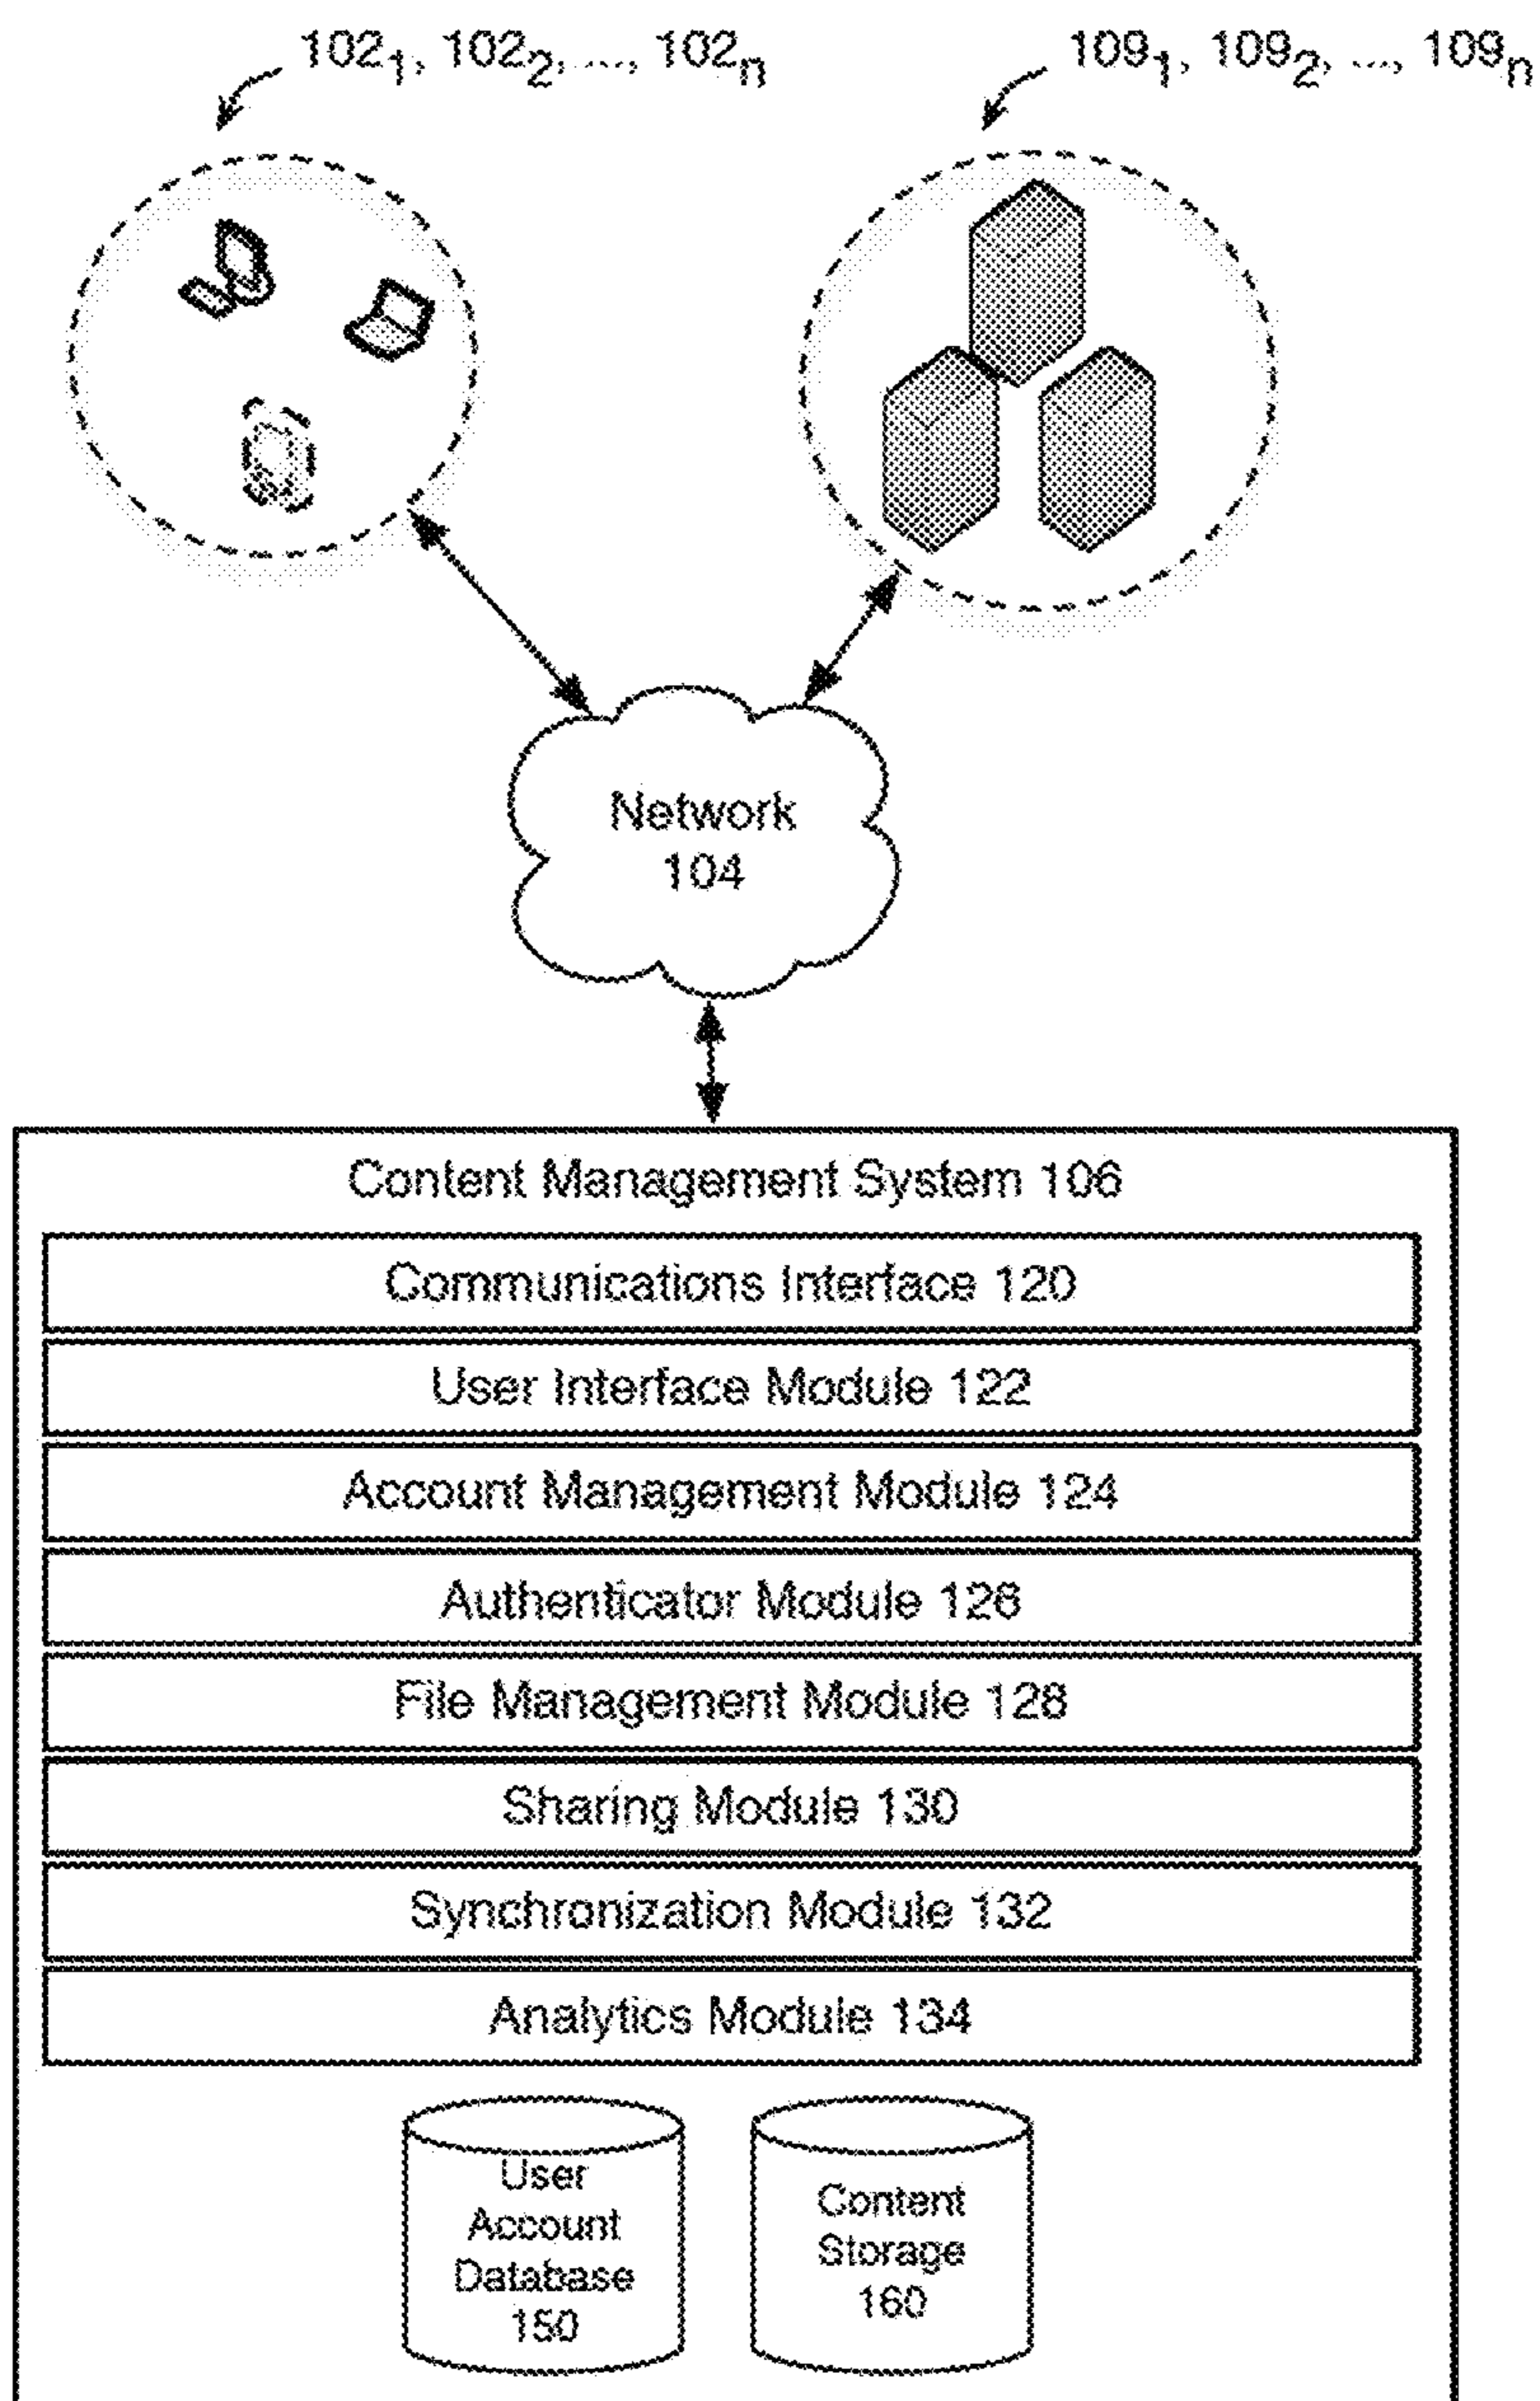 102₁, 102₂, ..., 102ₙ
109₁, 109₂, ..., 109ₙ
Network
104
Content Management System 106
Communications Interface 120
User Interface Module 122
Account Management Module 124
Authenticator Module 126
File Management Module 128
Sharing Module 130
Synchronization Module 132
Analytics Module 134
User
Account
Database
150
Content
Storage
160